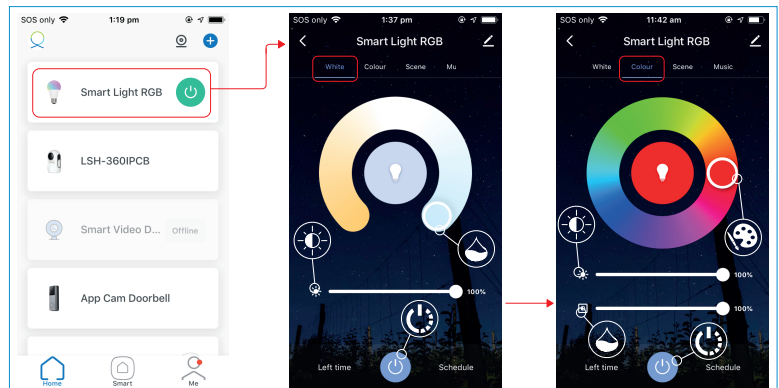 SOS only 1:19 pm
Smart Light RGB
LSH-360IPCB
Smart Video D... Offline
App Cam Doorbell
Home Smart Me
SOS only 1:37 pm
Smart Light RGB
White Colour Scene Mu
100%
Left time Schedule
SOS only 11:42 am
Smart Light RGB
White Colour Scene Music
100%
100%
Left time Schedule